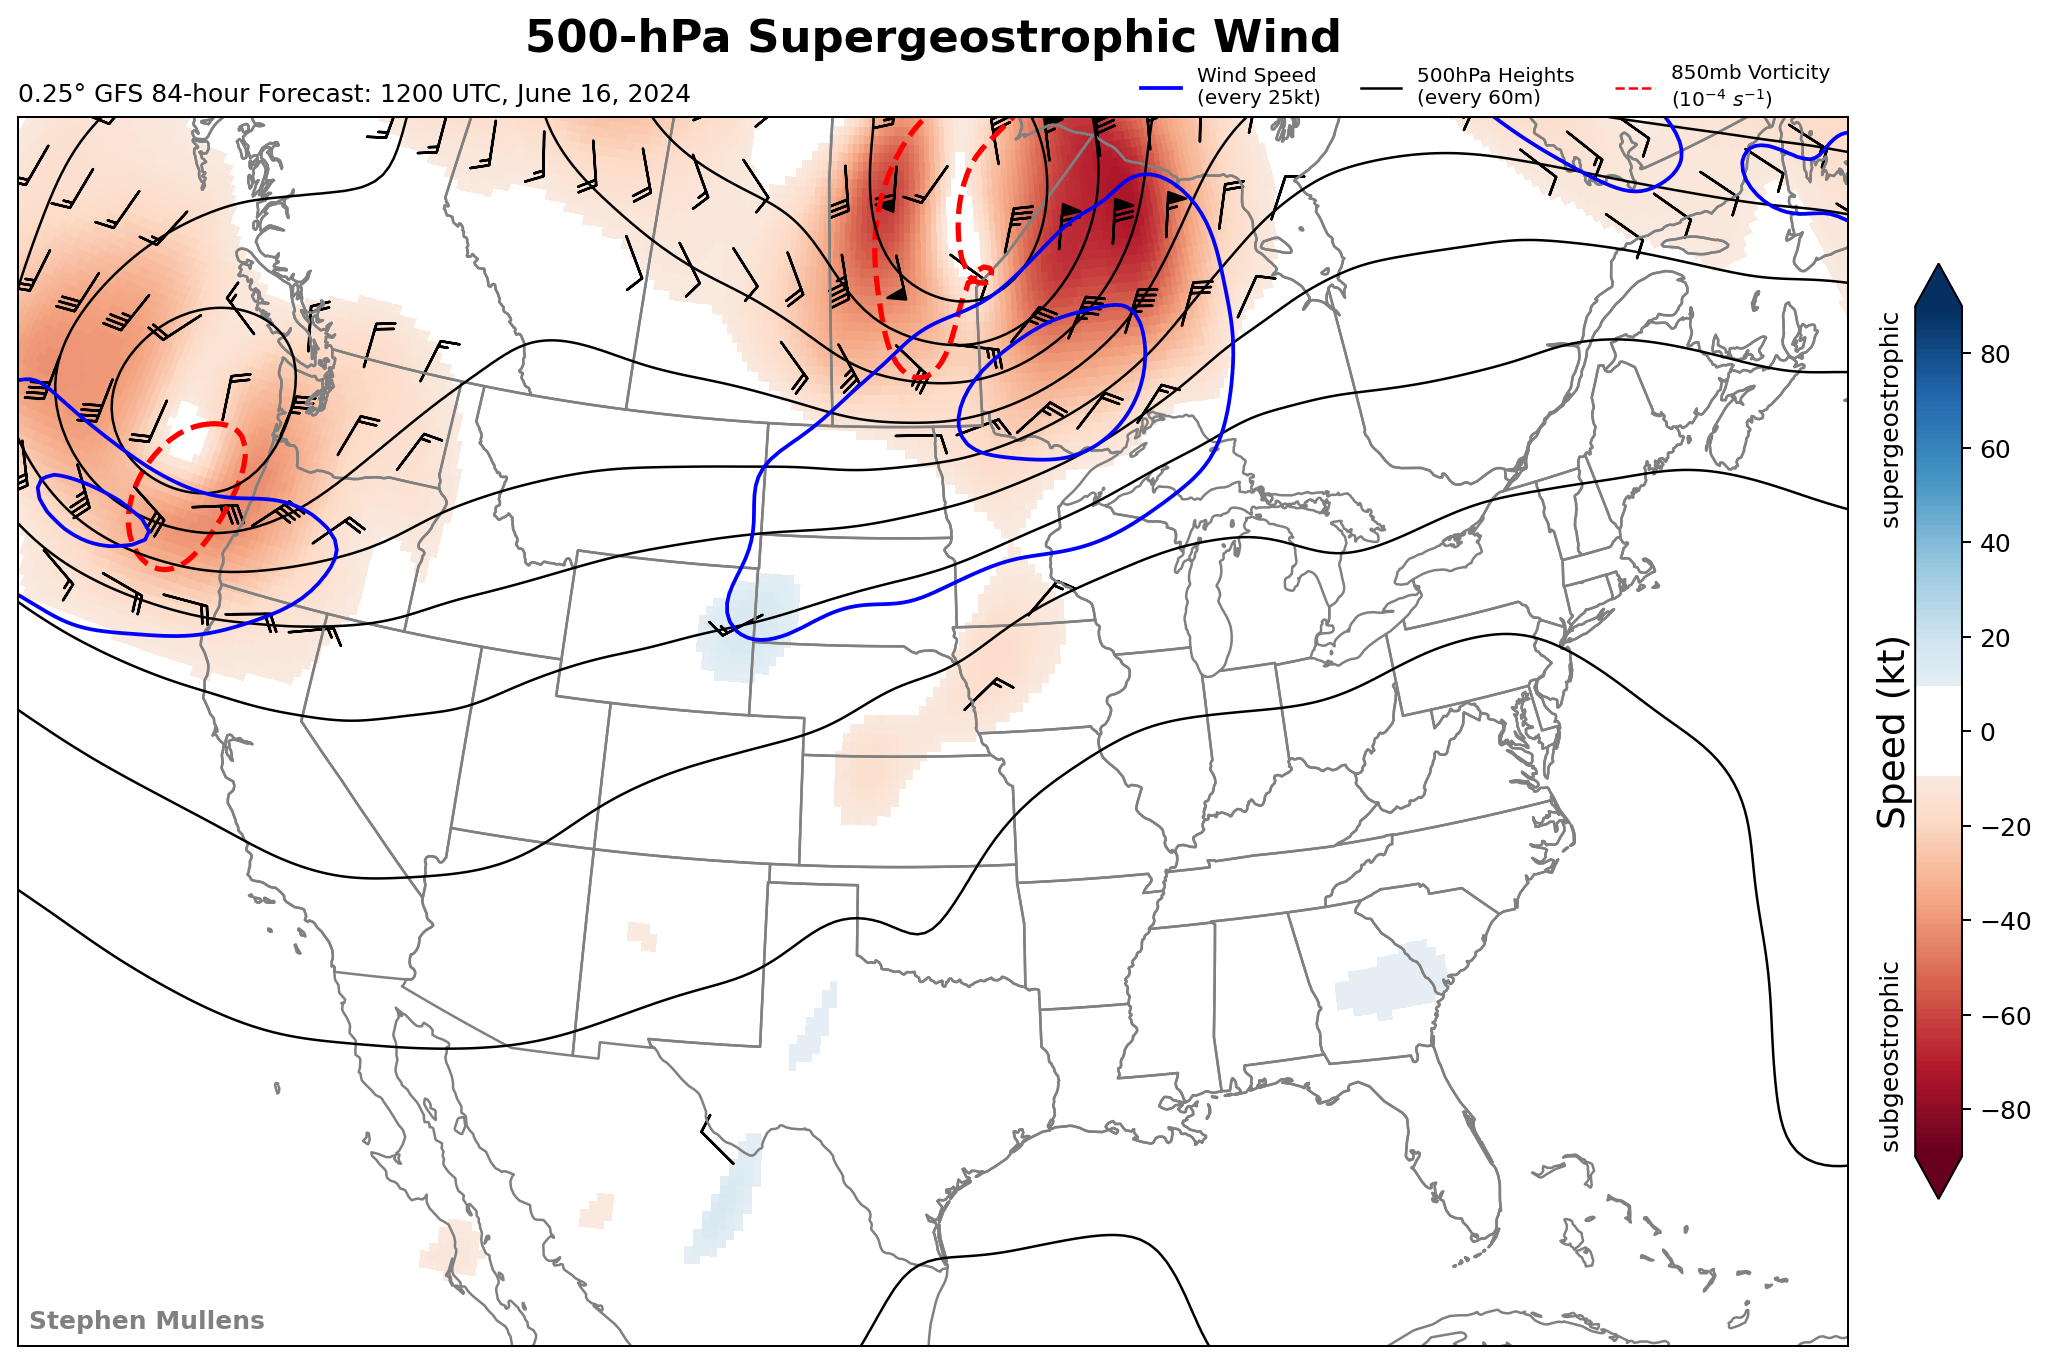 500-hPa Supergeostrophic Wind
0.25° GFS 84-hour Forecast: 1200 UTC, June 16, 2024
Wind Speed
(every 25kt)
500hPa Heights
(every 60m)
850mb Vorticity
(10⁻⁴ s⁻¹)
supergeostrophic
Speed (kt)
subgeostrophic
80
60
40
20
0
−20
−40
−60
−80
Stephen Mullens